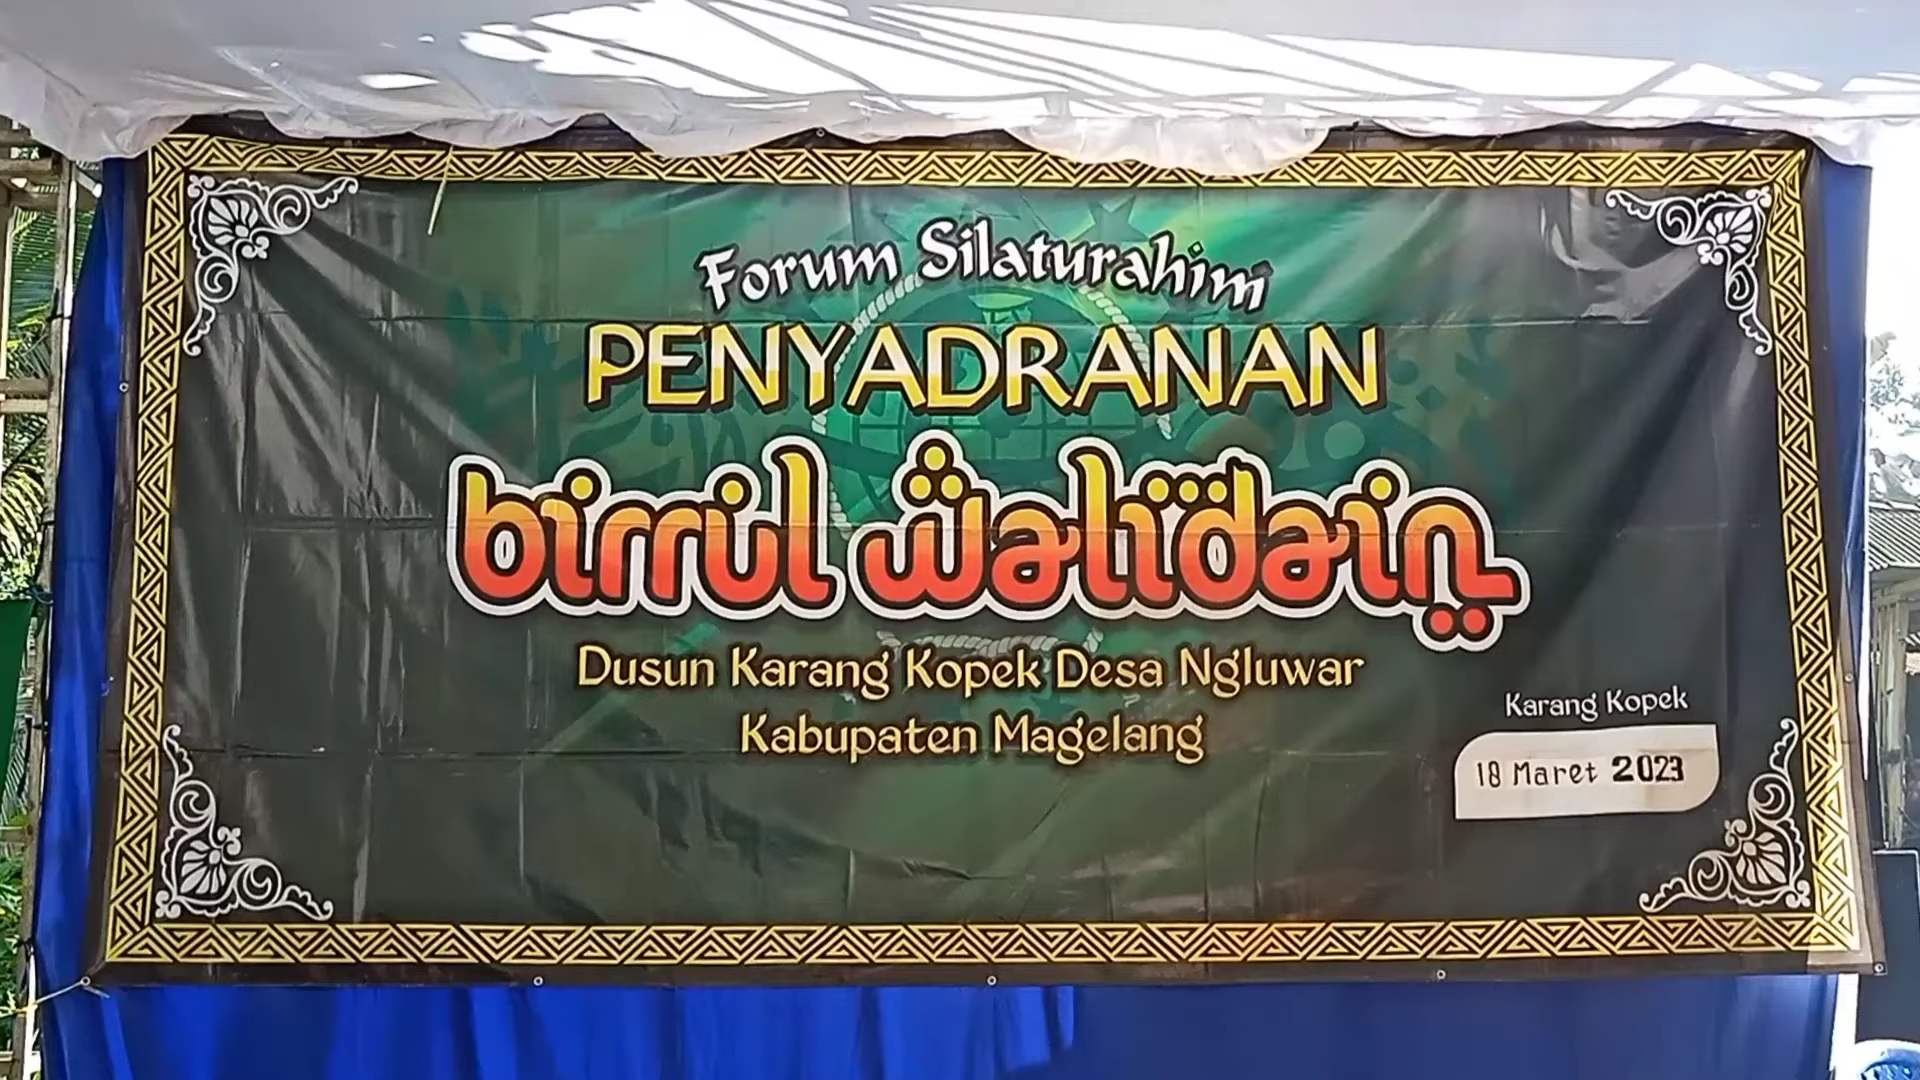 Forum Silaturahim
PENYADRANAN
birrul walidain
Dusun Karang Kopek Desa Ngluwar
Kabupaten Magelang
Karang Kopek
18 Maret 2023